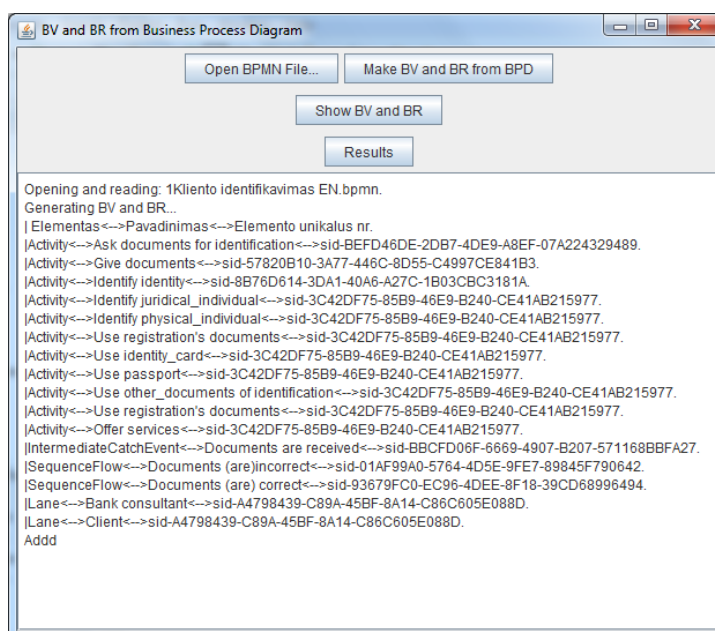 BV and BR from Business Process Diagram
Open BPMN File... Make BV and BR from BPD
Show BV and BR
Results
Opening and reading: 1Kliento identifikavimas EN.bpmn.
Generating BV and BR...
| Elementas<-->Pavadinimas<-->Elemento unikalus nr.
|Activity<-->Ask documents for identification<-->sid-BEFD46DE-2DB7-4DE9-A8EF-07A224329489.
|Activity<-->Give documents<-->sid-57820B10-3A77-446C-8D55-C4997CE841B3.
|Activity<-->Identify identity<-->sid-8B76D614-3DA1-40A6-A27C-1B03CBC3181A.
|Activity<-->Identify juridical_individual<-->sid-3C42DF75-85B9-46E9-B240-CE41AB215977.
|Activity<-->Identify physical_individual<-->sid-3C42DF75-85B9-46E9-B240-CE41AB215977.
|Activity<-->Use registration's documents<-->sid-3C42DF75-85B9-46E9-B240-CE41AB215977.
|Activity<-->Use identity_card<-->sid-3C42DF75-85B9-46E9-B240-CE41AB215977.
|Activity<-->Use passport<-->sid-3C42DF75-85B9-46E9-B240-CE41AB215977.
|Activity<-->Use other_documents of identification<-->sid-3C42DF75-85B9-46E9-B240-CE41AB215977.
|Activity<-->Use registration's documents<-->sid-3C42DF75-85B9-46E9-B240-CE41AB215977.
|Activity<-->Offer services<-->sid-3C42DF75-85B9-46E9-B240-CE41AB215977.
|IntermediateCatchEvent<-->Documents are received<-->sid-BBCFD06F-6669-4907-B207-571168BBFA27.
|SequenceFlow<-->Documents (are)incorrect<-->sid-01AF99A0-5764-4D5E-9FE7-89845F790642.
|SequenceFlow<-->Documents (are) correct<-->sid-93679FC0-EC96-4DEE-8F18-39CD68996494.
|Lane<-->Bank consultant<-->sid-A4798439-C89A-45BF-8A14-C86C605E088D.
|Lane<-->Client<-->sid-A4798439-C89A-45BF-8A14-C86C605E088D.
Addd